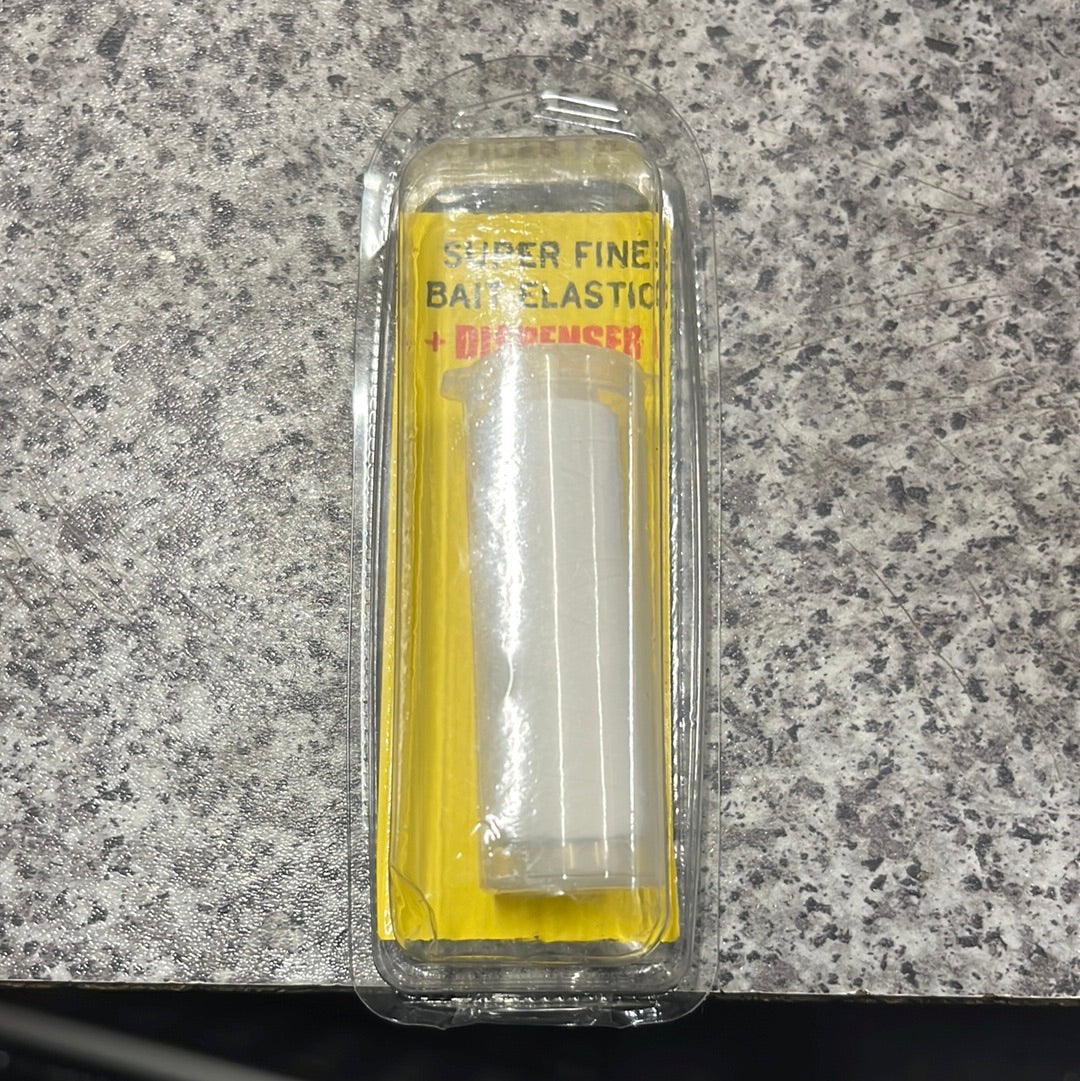 SUPER FINE
BAIT ELASTIC
+ DISPENSER